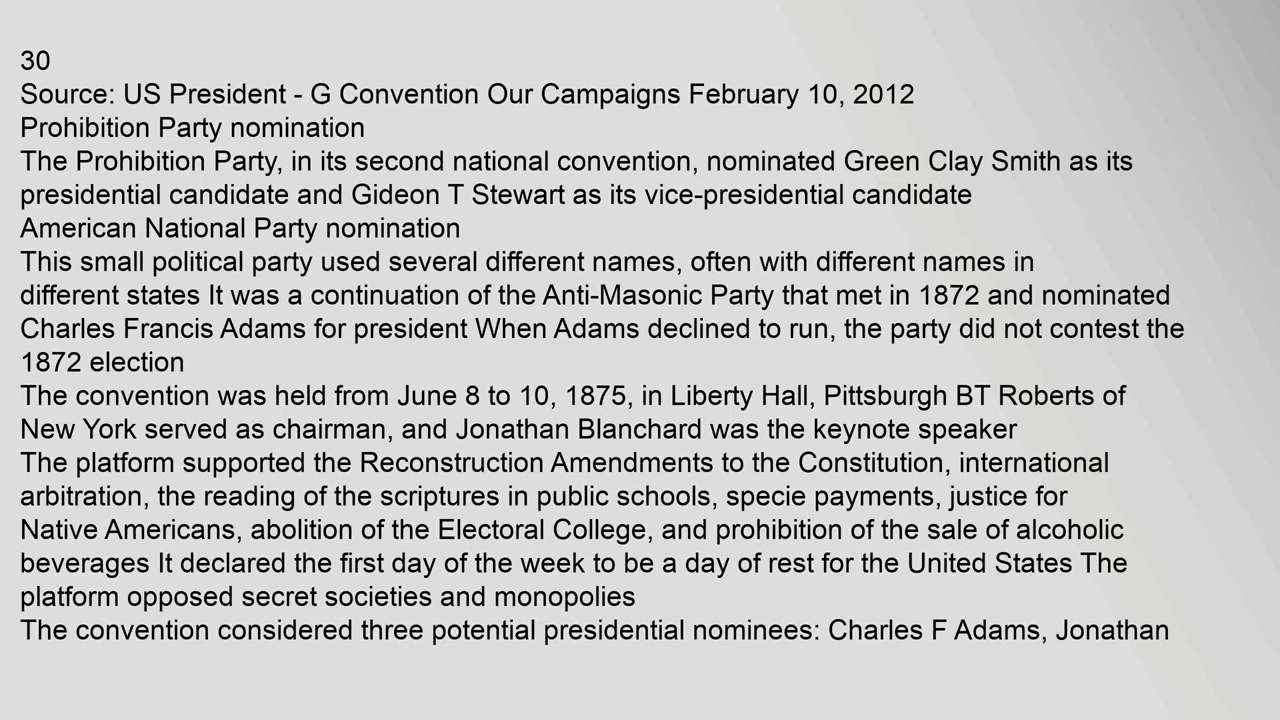 30
Source: US President - G Convention Our Campaigns February 10, 2012
Prohibition Party nomination
The Prohibition Party, in its second national convention, nominated Green Clay Smith as its
presidential candidate and Gideon T Stewart as its vice-presidential candidate
American National Party nomination
This small political party used several different names, often with different names in
different states It was a continuation of the Anti-Masonic Party that met in 1872 and nominated
Charles Francis Adams for president When Adams declined to run, the party did not contest the
1872 election
The convention was held from June 8 to 10, 1875, in Liberty Hall, Pittsburgh BT Roberts of
New York served as chairman, and Jonathan Blanchard was the keynote speaker
The platform supported the Reconstruction Amendments to the Constitution, international
arbitration, the reading of the scriptures in public schools, specie payments, justice for
Native Americans, abolition of the Electoral College, and prohibition of the sale of alcoholic
beverages It declared the first day of the week to be a day of rest for the United States The
platform opposed secret societies and monopolies
The convention considered three potential presidential nominees: Charles F Adams, Jonathan